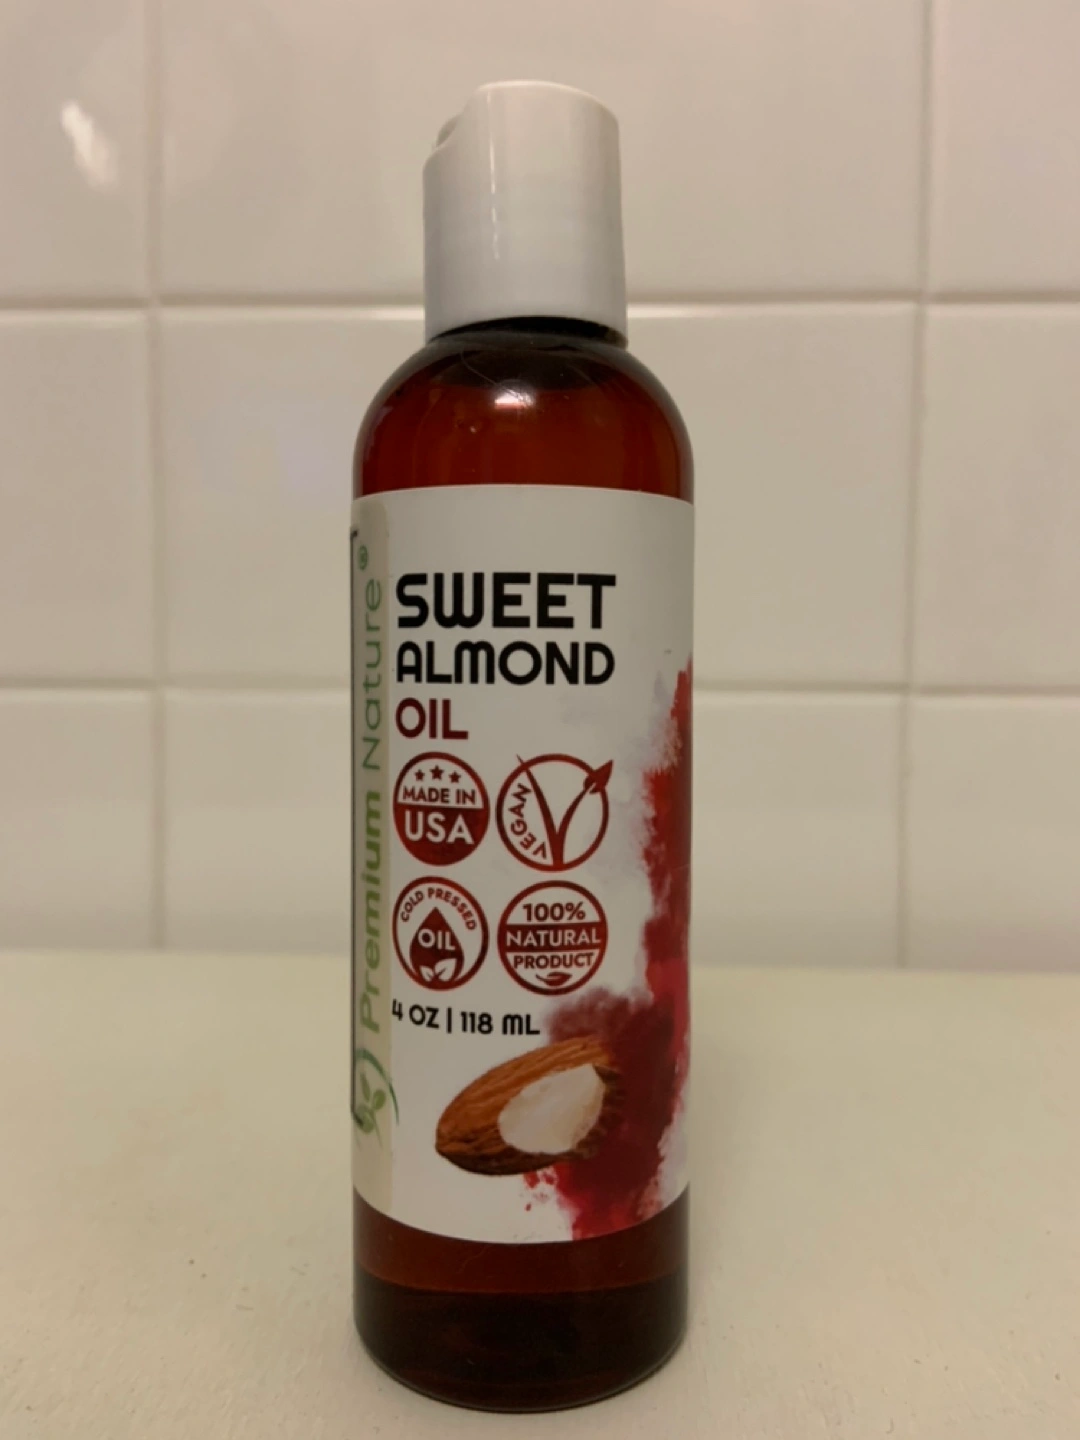 Premium Nature®
SWEET
ALMOND
OIL
MADE IN
USA
VEGAN
COLD PRESSED
OIL
100%
NATURAL
PRODUCT
4 OZ | 118 ML